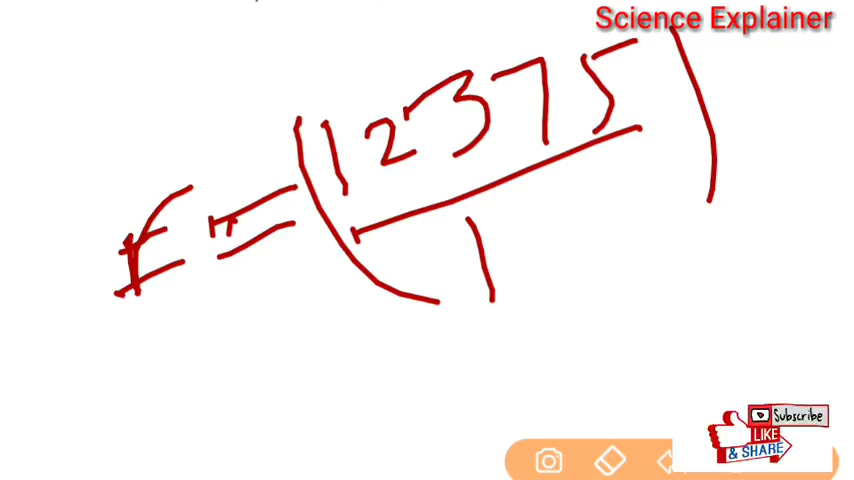 Science Explainer
E = (12375)
1
Subscribe
LIKE
& SHARE